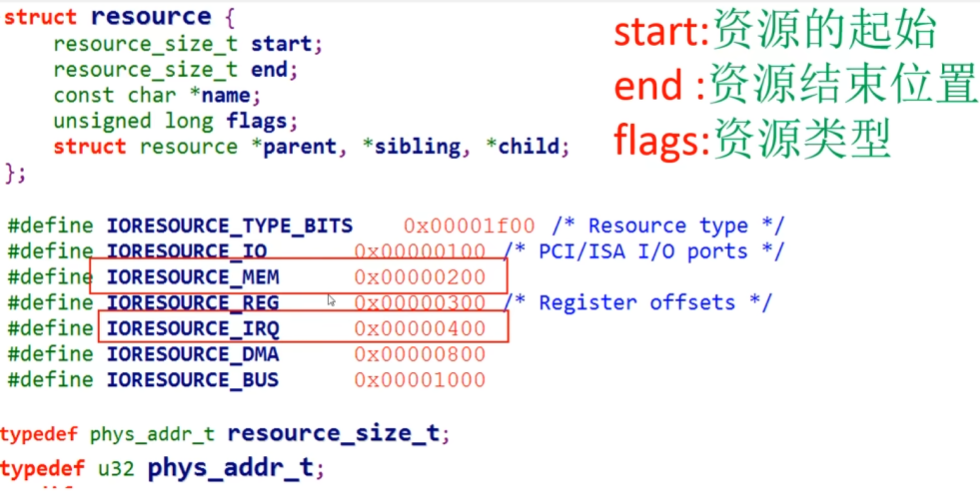 struct resource {
resource_size_t start;
resource_size_t end;
const char *name;
unsigned long flags;
struct resource *parent, *sibling, *child;
};
start:资源的起始
end :资源结束位置
flags:资源类型
#define IORESOURCE_TYPE_BITS 0x00001f00 /* Resource type */
#define IORESOURCE_IO 0x00000100 /* PCI/ISA I/O ports */
#define IORESOURCE_MEM 0x00000200
#define IORESOURCE_REG 0x00000300 /* Register offsets */
#define IORESOURCE_IRQ 0x00000400
#define IORESOURCE_DMA 0x00000800
#define IORESOURCE_BUS 0x00001000
typedef phys_addr_t resource_size_t;
typedef u32 phys_addr_t;